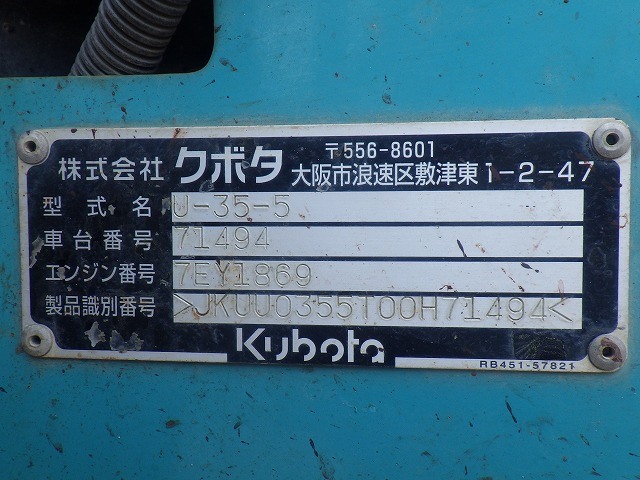 株式会社 クボタ 〒556-8601
大阪市浪速区敷津東1-2-47
型式名 U-35-5
車台番号 71494
エンジン番号 7EY1869
製品識別番号 >JKUU0355T00H71494<
Kubota
RB451-57821